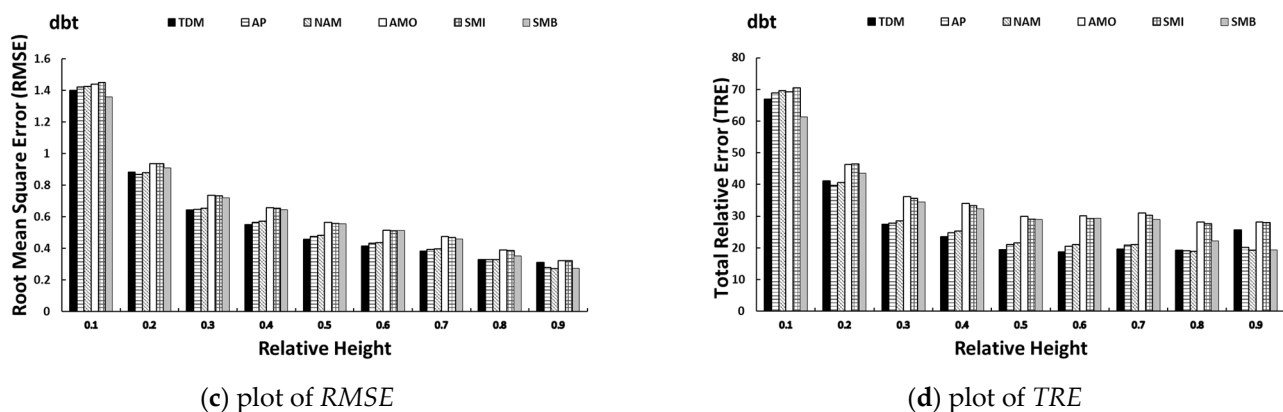 dbt
TDM AP NAM AMO SMI SMB
Root Mean Square Error (RMSE)
1.6
1.4
1.2
1
0.8
0.6
0.4
0.2
0
0.1 0.2 0.3 0.4 0.5 0.6 0.7 0.8 0.9
Relative Height
(c) plot of RMSE
dbt
TDM AP NAM AMO SMI SMB
Total Relative Error (TRE)
80
70
60
50
40
30
20
10
0
0.1 0.2 0.3 0.4 0.5 0.6 0.7 0.8 0.9
Relative Height
(d) plot of TRE